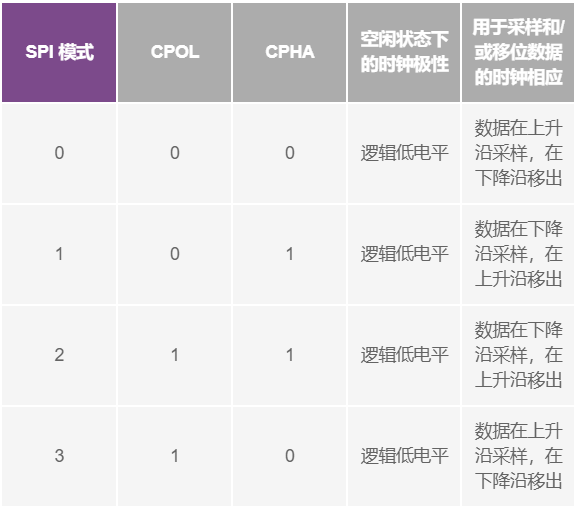 SPI 模式
CPOL
CPHA
空闲状态下
的时钟极性
用于采样和/
或移位数据
的时钟相应
0
0
0
逻辑低电平
数据在上升
沿采样，在
下降沿移出
1
0
1
逻辑低电平
数据在下降
沿采样，在
上升沿移出
2
1
1
逻辑低电平
数据在下降
沿采样，在
上升沿移出
3
1
0
逻辑低电平
数据在上升
沿采样，在
下降沿移出